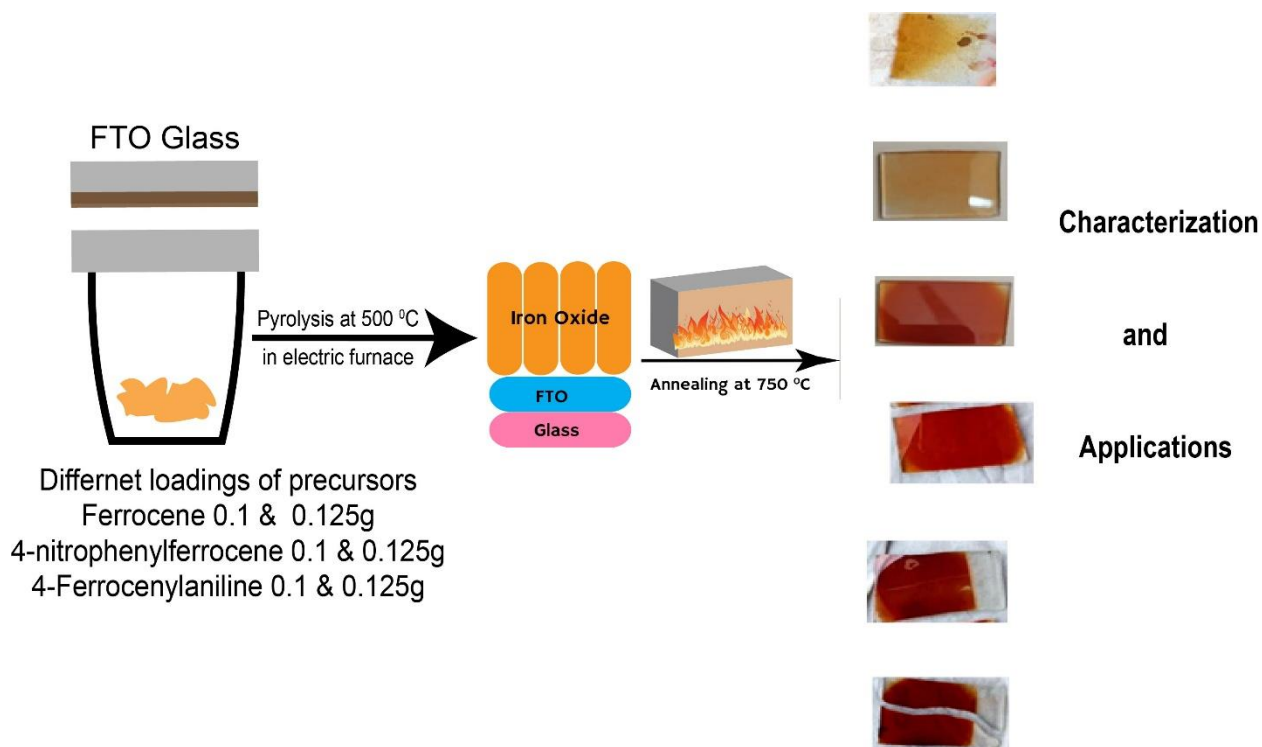 FTO Glass
Pyrolysis at 500 ⁰C
in electric furnace
Iron Oxide
FTO
Glass
Annealing at 750 ⁰C
Differnet loadings of precursors
Ferrocene 0.1 &  0.125g
4-nitrophenylferrocene 0.1 & 0.125g
4-Ferrocenylaniline 0.1 & 0.125g
Characterization
and
Applications